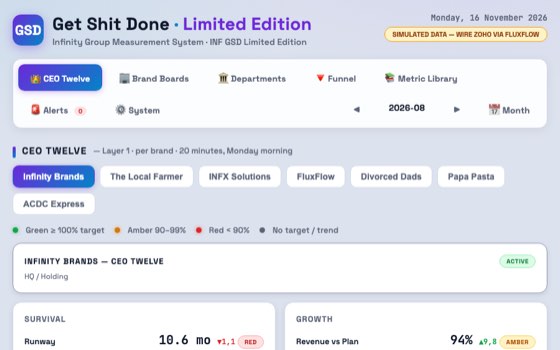 GSD
Get Shit Done · Limited Edition
Infinity Group Measurement System · INF GSD Limited Edition
Monday, 16 November 2026
SIMULATED DATA — WIRE ZOHO VIA FLUXFLOW
CEO Twelve
Brand Boards
Departments
Funnel
Metric Library
Alerts 0
System
◀ 2026-08 ▶
Month
CEO TWELVE — Layer 1 · per brand · 20 minutes, Monday morning
Infinity Brands
The Local Farmer
INFX Solutions
FluxFlow
Divorced Dads
Papa Pasta
ACDC Express
Green ≥ 100% target
Amber 90–99%
Red < 90%
No target / trend
INFINITY BRANDS — CEO TWELVE
ACTIVE
HQ / Holding
SURVIVAL
Runway 10.6 mo ▼1,1 RED
GROWTH
Revenue vs Plan 94% ▲9,8 AMBER